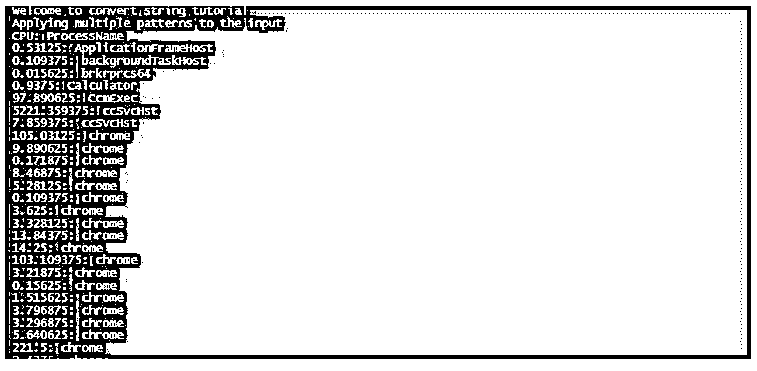 Welcome to convert string tutorial
Applying multiple patterns to the input
CPU:|ProcessName
0.53125:|ApplicationFrameHost
0.109375:|backgroundTaskHost
0.015625:|brkrprcs64
0.9375:|Calculator
97.890625:|CcmExec
5221.359375:|ccSvcHst
7.859375:|ccSvcHst
105.03125:|chrome
9.890625:|chrome
0.171875:|chrome
8.46875:|chrome
5.28125:|chrome
0.109375:|chrome
3.625:|chrome
3.328125:|chrome
13.84375:|chrome
14.25:|chrome
103.109375:|chrome
3.21875:|chrome
0.15625:|chrome
1.515625:|chrome
3.796875:|chrome
3.296875:|chrome
5.640625:|chrome
221.5:|chrome
chrome